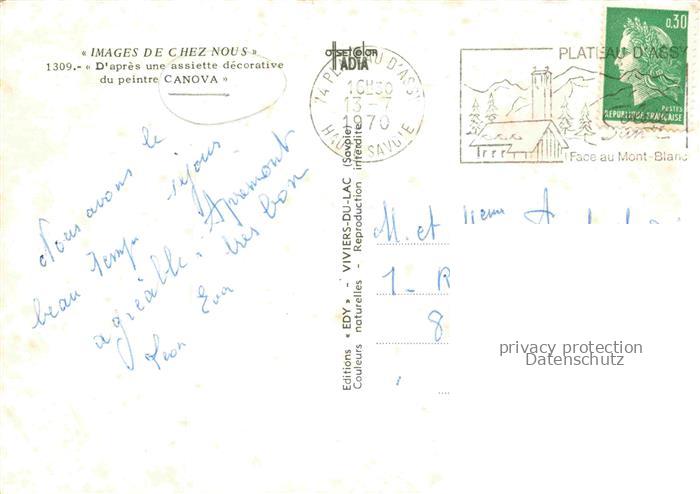 « IMAGES DE CHEZ NOUS »
1309.- « D'après une assiette décorative
du peintre CANOVA »
Nous avons le
beau temps séjour
agréable. Apremont
très bon
Léon Eva
OFSET COLOR
ADIA
74 PLATEAU D'ASSY
10H30
13-7
1970
HAUTE SAVOIE
Editions « EDY » - VIVIERS-DU-LAC (Savoie)
Couleurs naturelles - Reproduction interdite
PLATEAU D'ASSY
Face au Mont-Blanc
0,30
POSTES
REPUBLIQUE FRANÇAISE
M. et
1 - R
8
privacy protection
Datenschutz